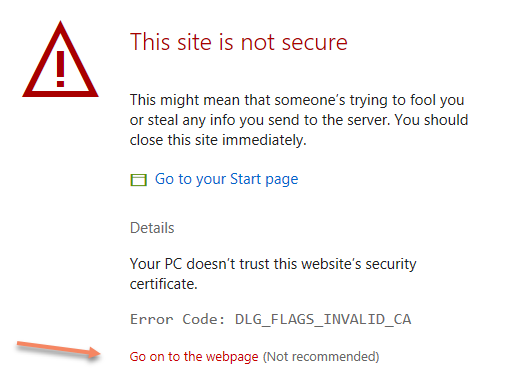 This site is not secure
This might mean that someone’s trying to fool you
or steal any info you send to the server. You should
close this site immediately.
Go to your Start page
Details
Your PC doesn’t trust this website’s security
certificate.
Error Code: DLG_FLAGS_INVALID_CA
Go on to the webpage (Not recommended)